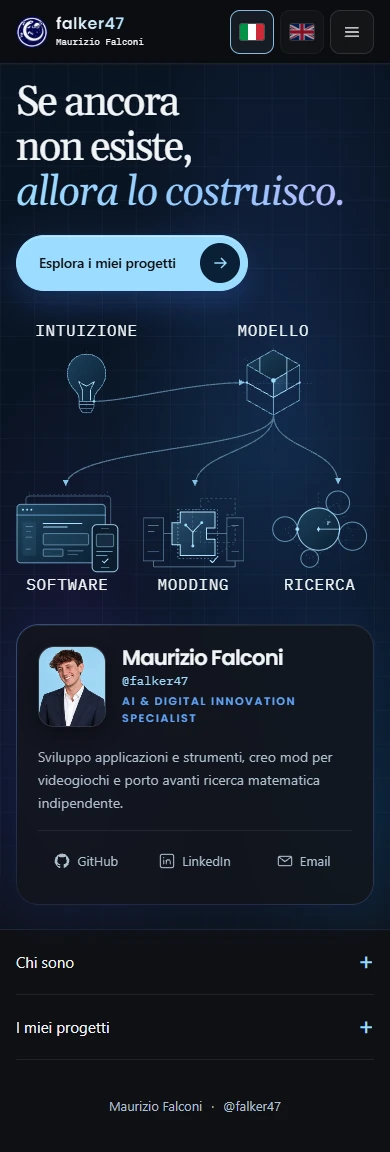 falker47
Maurizio Falconi
Se ancora
non esiste,
allora lo costruisco.
Esplora i miei progetti
INTUIZIONE
MODELLO
SOFTWARE
MODDING
RICERCA
Maurizio Falconi
@falker47
AI & DIGITAL INNOVATION
SPECIALIST
Sviluppo applicazioni e strumenti, creo mod per
videogiochi e porto avanti ricerca matematica
indipendente.
GitHub
LinkedIn
Email
Chi sono
I miei progetti
Maurizio Falconi · @falker47